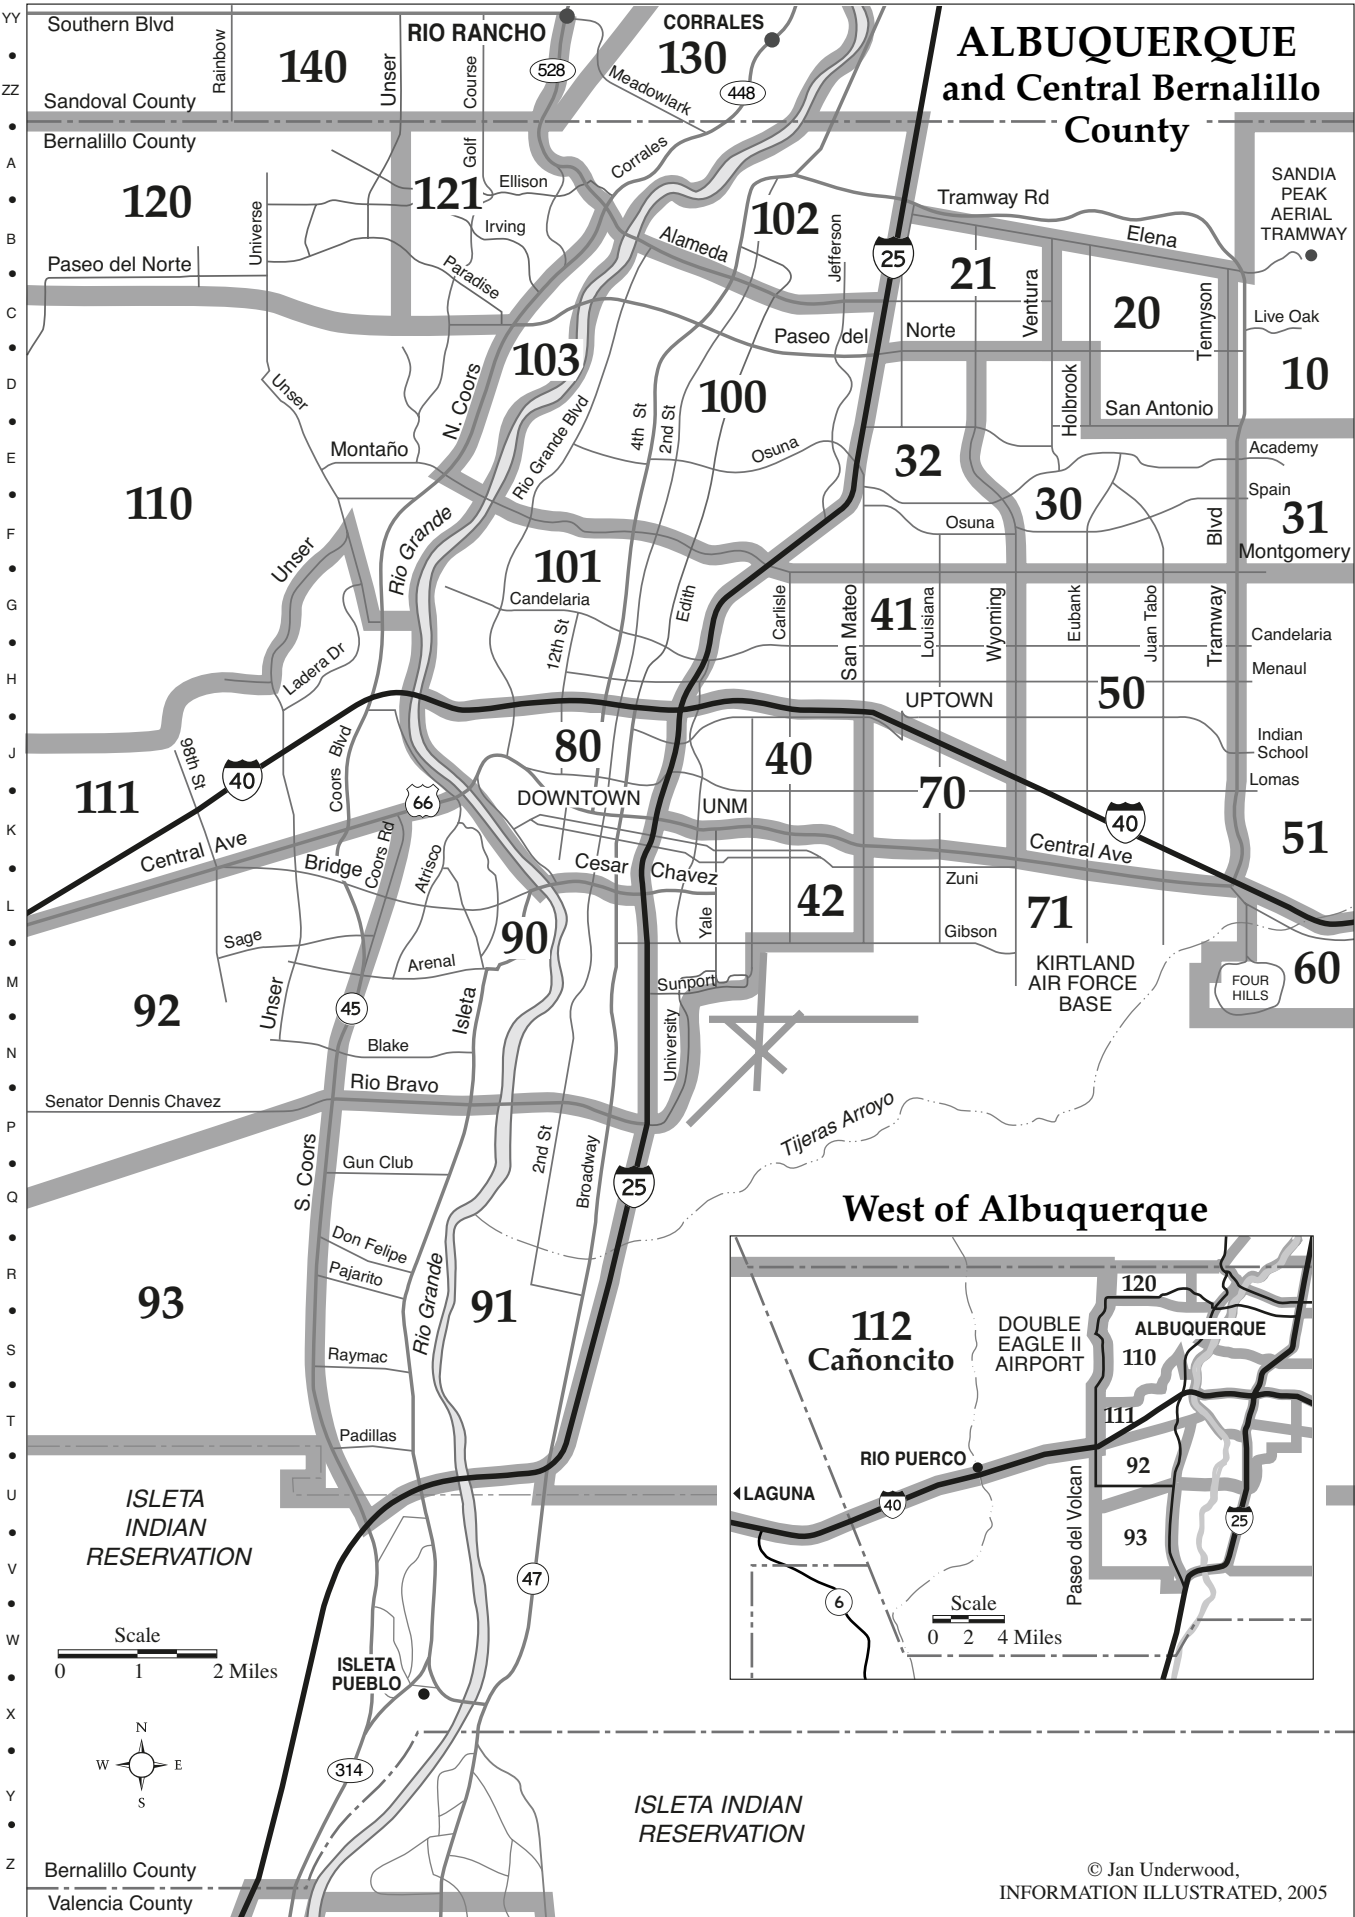 ALBUQUERQUE
and Central Bernalillo
County
YY
ZZ
A
B
C
D
E
F
G
H
J
K
L
M
N
P
Q
R
S
T
U
V
W
X
Y
Z
Southern Blvd
Rainbow
140
Unser
Golf Course
RIO RANCHO
528
CORRALES
130
Meadowlark
448
Sandoval County
Bernalillo County
Corrales
120
121
Ellison
Irving
Universe
Paseo del Norte
Paradise
Alameda
102
Jefferson
25
Tramway Rd
Elena
SANDIA
PEAK
AERIAL
TRAMWAY
21
Ventura
20
Tennyson
Live Oak
10
Paseo del Norte
103
N. Coors
100
Unser
4th St
2nd St
Rio Grande Blvd
Osuna
Holbrook
San Antonio
Montaño
32
Academy
110
30
Spain
31
Osuna
Blvd
Montgomery
Unser
Rio Grande
101
Candelaria
Edith
Carlisle
San Mateo
41
Louisiana
Wyoming
Eubank
Juan Tabo
Tramway
12th St
Candelaria
Ladera Dr
Menaul
50
UPTOWN
98th St
Coors Blvd
80
40
Indian
School
40
111
66
DOWNTOWN
UNM
70
Lomas
40
Central Ave
Bridge
Coors Rd
Atrisco
Cesar Chavez
Central Ave
51
Zuni
42
90
71
Yale
Gibson
Sage
Arenal
KIRTLAND
AIR FORCE
BASE
60
FOUR
HILLS
Sunport
92
Unser
45
Isleta
University
Blake
Rio Bravo
Senator Dennis Chavez
Tijeras Arroyo
S. Coors
Gun Club
2nd St
Broadway
25
Don Felipe
Pajarito
93
Rio Grande
91
Raymac
Padillas
ISLETA
INDIAN
RESERVATION
47
Scale
0 1 2 Miles
ISLETA
PUEBLO
N
W E
S
314
ISLETA INDIAN
RESERVATION
Bernalillo County
Valencia County
West of Albuquerque
112
Cañoncito
DOUBLE
EAGLE II
AIRPORT
120
ALBUQUERQUE
110
111
RIO PUERCO
92
LAGUNA
40
Paseo del Volcan
93
25
6
Scale
0 2 4 Miles
© Jan Underwood,
INFORMATION ILLUSTRATED, 2005